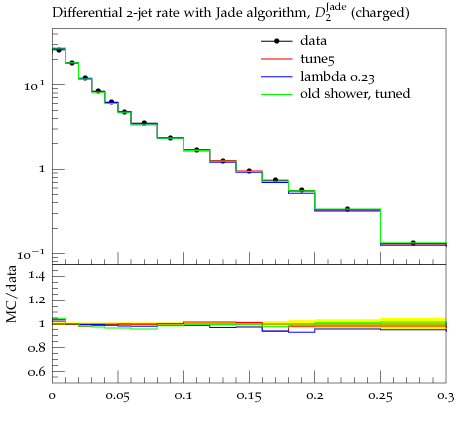 Differential 2-jet rate with Jade algorithm, D₂^Jade (charged)
data
tune5
lambda 0.23
old shower, tuned
10¹
1
10⁻¹
MC/data
1.4
1.2
1
0.8
0.6
0 0.05 0.1 0.15 0.2 0.25 0.3